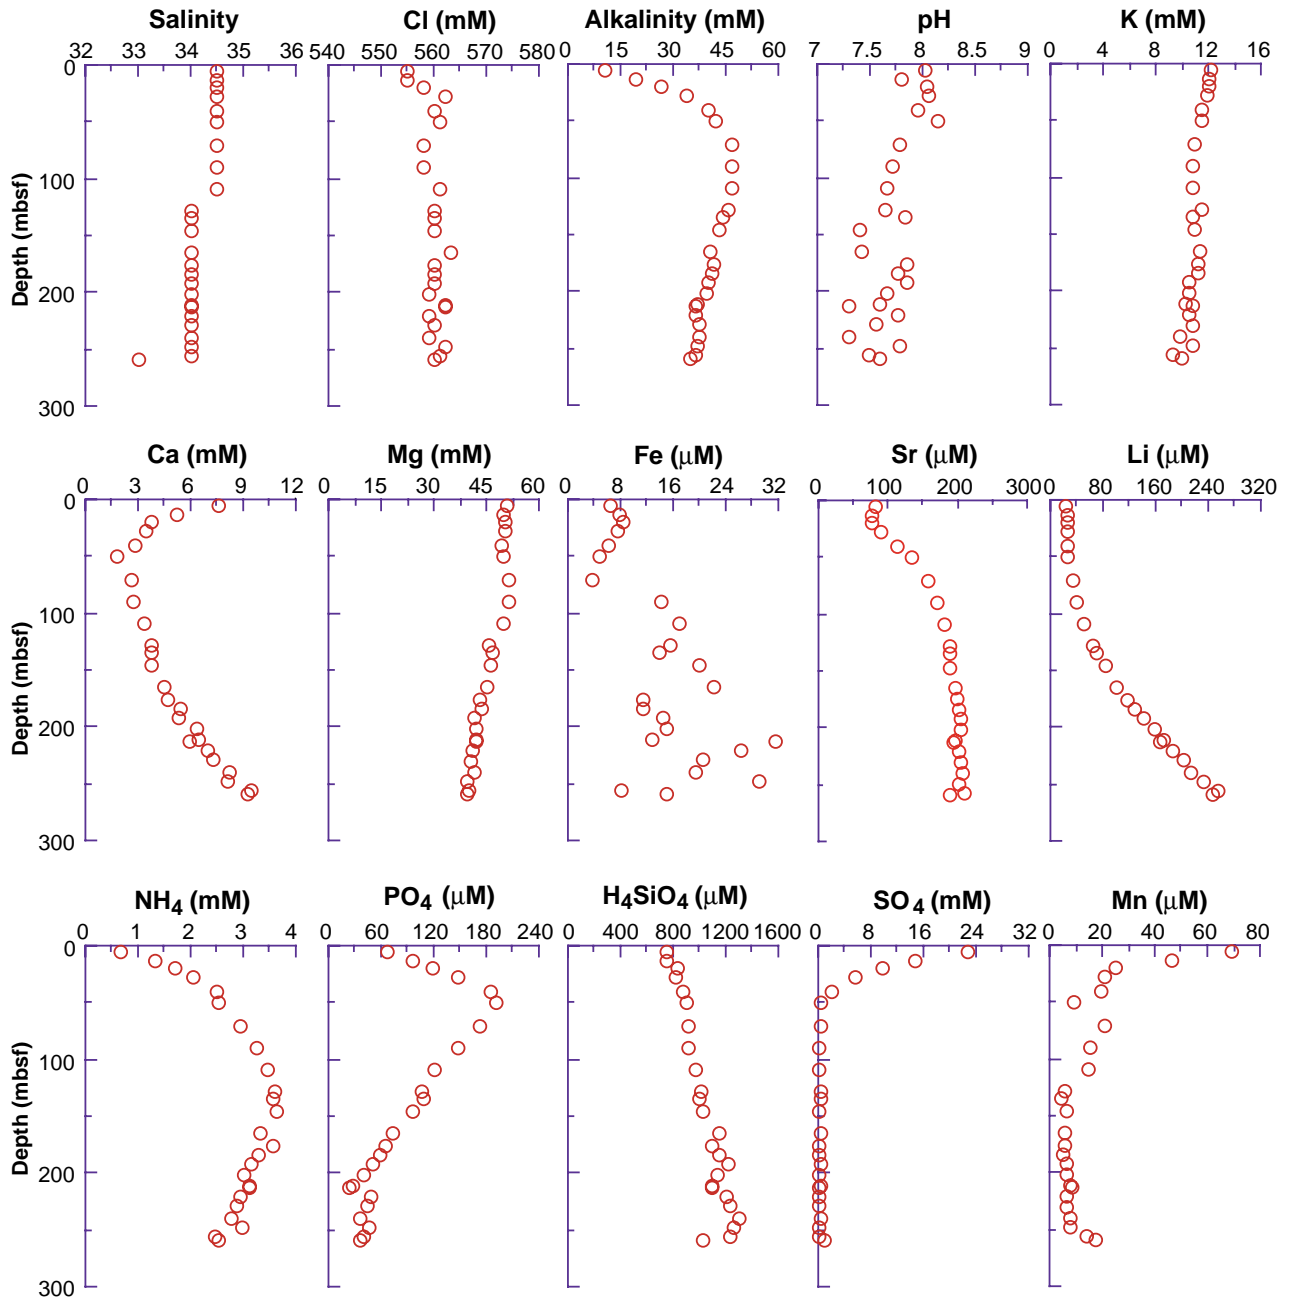 Salinity Cl (mM) Alkalinity (mM) pH K (mM)
32 33 34 35 36 540 550 560 570 580 0 15 30 45 60 7 7.5 8 8.5 9 0 4 8 12 16
0
100
200
300
Depth (mbsf)
Ca (mM) Mg (mM) Fe (μM) Sr (μM) Li (μM)
0 3 6 9 12 0 15 30 45 60 0 8 16 24 32 0 100 200 300 0 80 160 240 320
0
100
200
300
Depth (mbsf)
NH4 (mM) PO4 (μM) H4SiO4 (μM) SO4 (mM) Mn (μM)
0 1 2 3 4 0 60 120 180 240 0 400 800 1200 1600 0 8 16 24 32 0 20 40 60 80
0
100
200
300
Depth (mbsf)